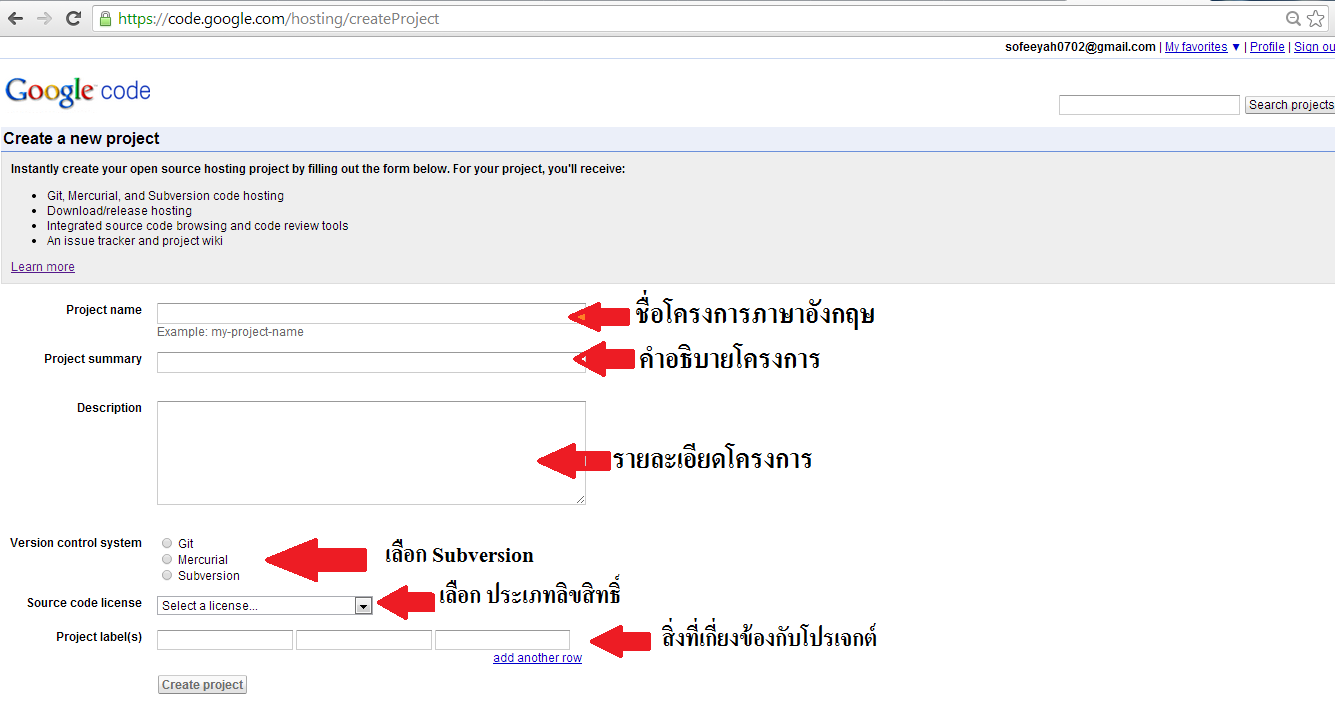 https://code.google.com/hosting/createProject
sofeeyah0702@gmail.com | My favorites ▼ | Profile | Sign ou
Google code
Search projects
Create a new project
Instantly create your open source hosting project by filling out the form below. For your project, you'll receive:
• Git, Mercurial, and Subversion code hosting
• Download/release hosting
• Integrated source code browsing and code review tools
• An issue tracker and project wiki
Learn more
Project name ชื่อโครงการภาษาอังกฤษ
Example: my-project-name
Project summary คำอธิบายโครงการ
Description
รายละเอียดโครงการ
Version control system Git
Mercurial เลือก Subversion
Subversion
Source code license Select a license... เลือก ประเภทลิขสิทธิ์
Project label(s) สิ่งที่เกี่ยงข้องกับโปรเจกต์
add another row
Create project